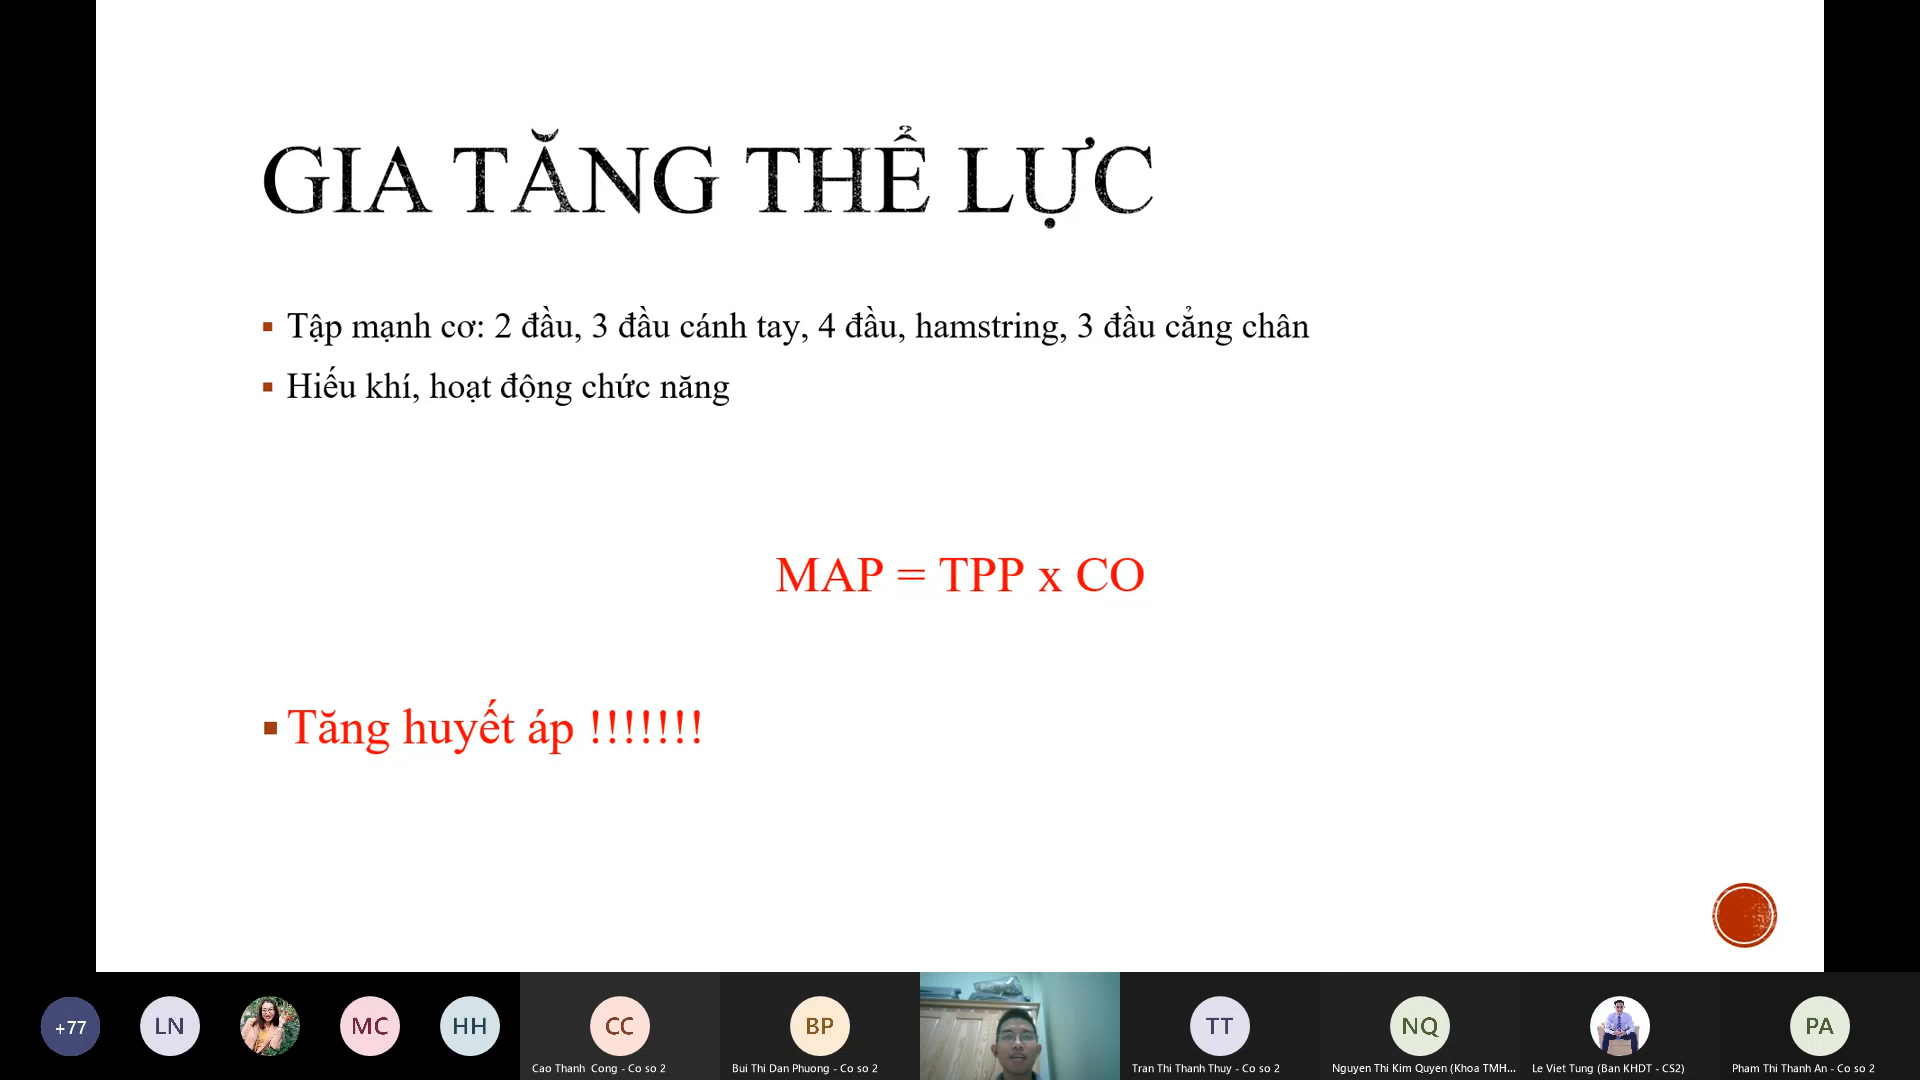 GIA TĂNG THỂ LỰC
Tập mạnh cơ: 2 đầu, 3 đầu cánh tay, 4 đầu, hamstring, 3 đầu cẳng chân
Hiếu khí, hoạt động chức năng
MAP = TPP x CO
Tăng huyết áp !!!!!!!
+77
LN
MC
HH
CC
BP
TT
NQ
PA
Cao Thanh Cong - Co so 2
Bui Thi Dan Phuong - Co so 2
Tran Thi Thanh Thuy - Co so 2
Nguyen Thi Kim Quyen (Khoa TMH...
Le Viet Tung (Ban KHDT - CS2)
Pham Thi Thanh An - Co so 2